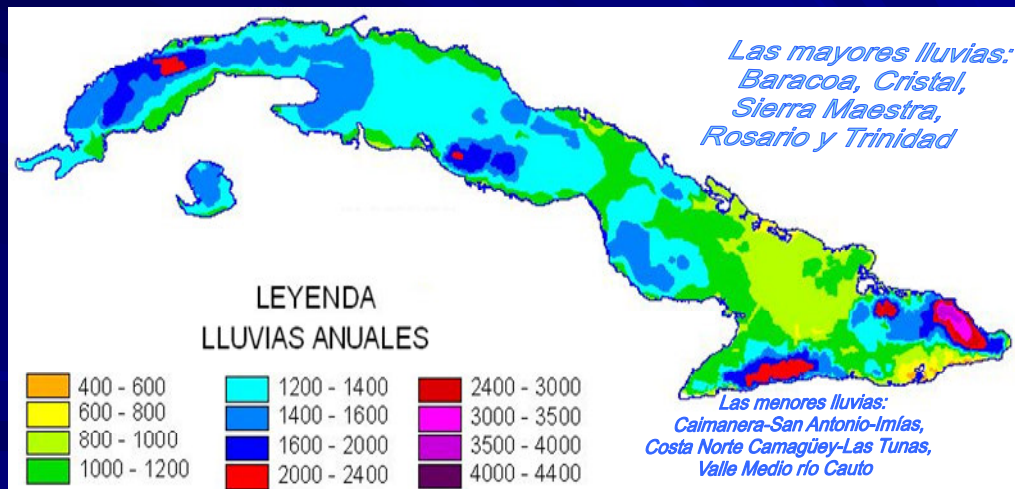 Las mayores lluvias:
Baracoa, Cristal,
Sierra Maestra,
Rosario y Trinidad
LEYENDA
LLUVIAS ANUALES
400 - 600
600 - 800
800 - 1000
1000 - 1200
1200 - 1400
1400 - 1600
1600 - 2000
2000 - 2400
2400 - 3000
3000 - 3500
3500 - 4000
4000 - 4400
Las menores lluvias:
Caimanera-San Antonio-Imías,
Costa Norte Camagüey-Las Tunas,
Valle Medio río Cauto